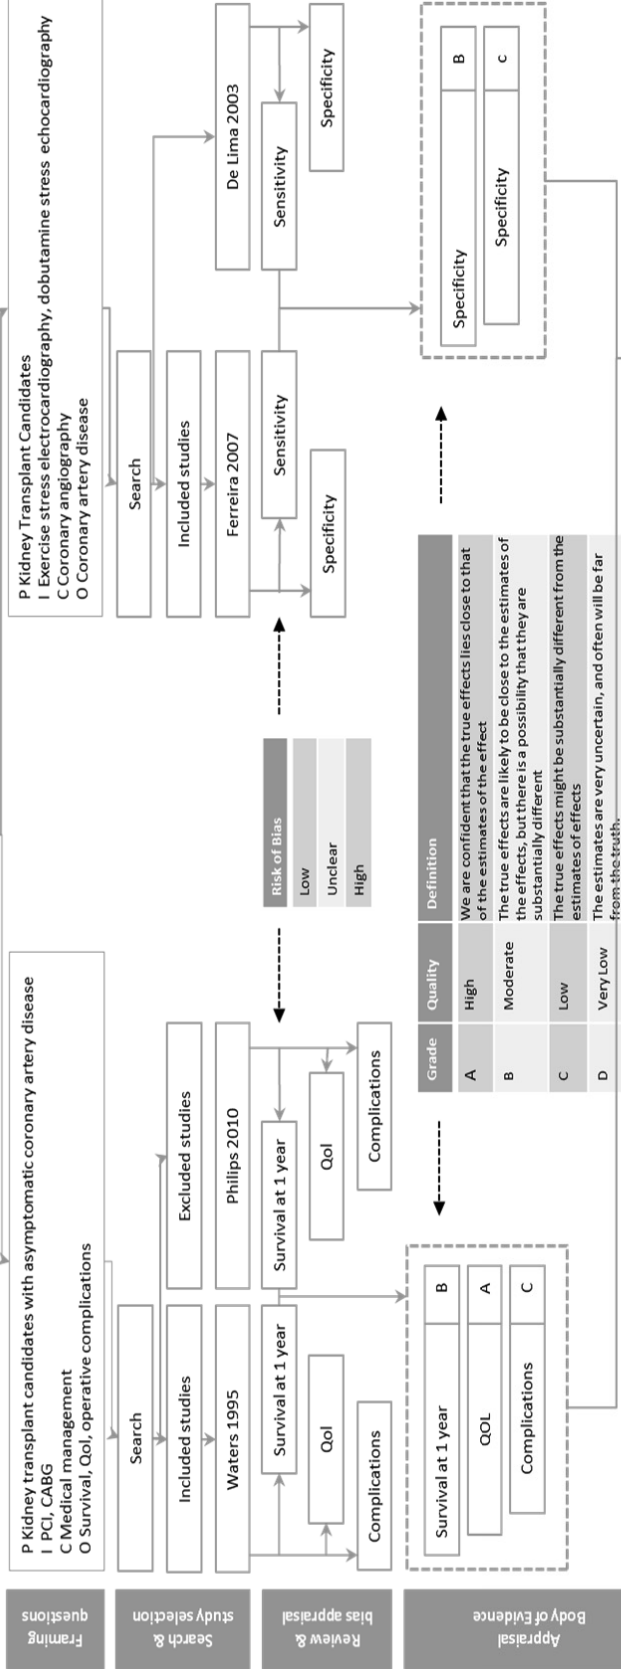 Framing
questions
P Kidney transplant candidates with asymptomatic coronary artery disease
I PCI, CABG
C Medical management
O Survival, Qol, operative complications
P Kidney Transplant Candidates
I Exercise stress electrocardiography, dobutamine stress echocardiography
C Coronary angiography
O Coronary artery disease
Search &
study selection
Search
Included studies
Excluded studies
Waters 1995
Philips 2010
Search
Included studies
Ferreira 2007
De Lima 2003
Review &
bias appraisal
Survival at 1 year
Qol
Complications
Survival at 1 year
Qol
Complications
Risk of Bias
Low
Unclear
High
Sensitivity
Specificity
Sensitivity
Specificity
Appraisal
Body of Evidence
Survival at 1 year B
QOL A
Complications C
Grade Quality Definition
A High We are confident that the true effects lies close to that
of the estimates of the effect
B Moderate The true effects are likely to be close to the estimates of
the effects, but there is a possibility that they are
substantially different
C Low The true effects might be substantially different from the
estimates of effects
D Very Low The estimates are very uncertain, and often will be far
from the truth.
Specificity B
Specificity c